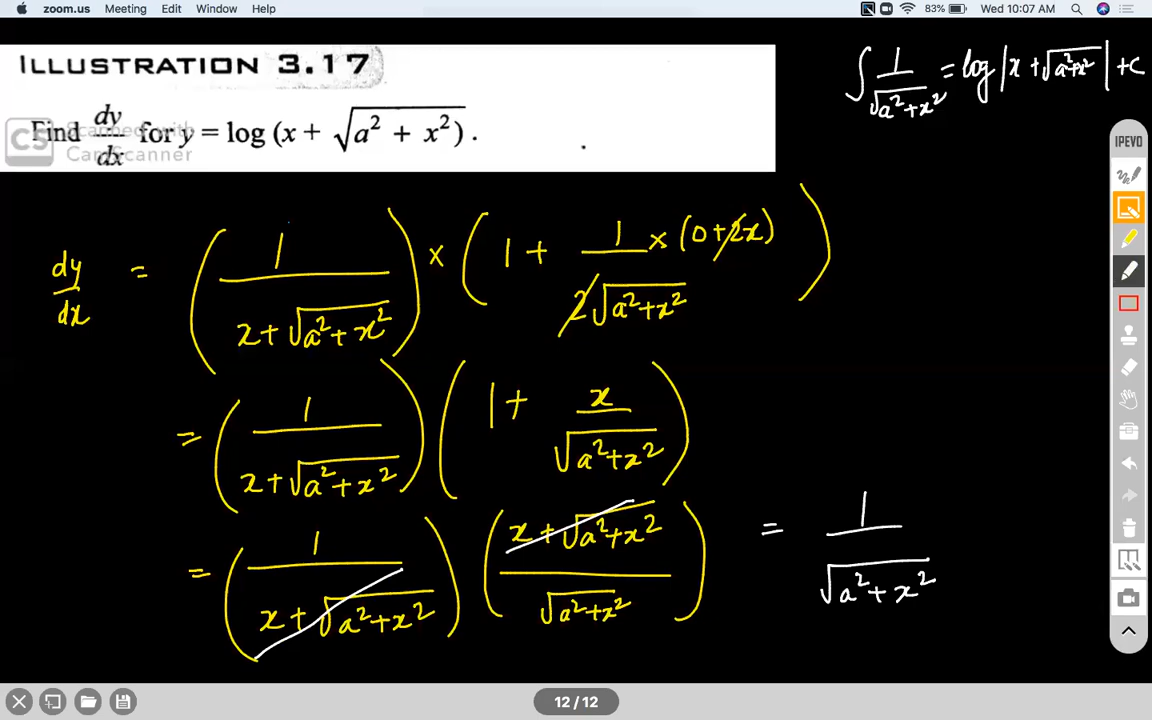 zoom.us Meeting Edit Window Help 83% Wed 10:07 AM
ILLUSTRATION 3.17
Find dy/dx for y = log (x + √(a² + x²)).
CS Scanned with CamScanner
∫ 1/√(a²+x²) = log |x + √(a²+x²)| + c
IPEVO
dy/dx = (1/(x+√(a²+x²))) × (1 + 1/(2√(a²+x²)) × (0+2x))
= (1/(x+√(a²+x²))) (1 + x/√(a²+x²))
= (1/(x+√(a²+x²))) ((x+√(a²+x²))/√(a²+x²)) = 1/√(a²+x²)
12 / 12